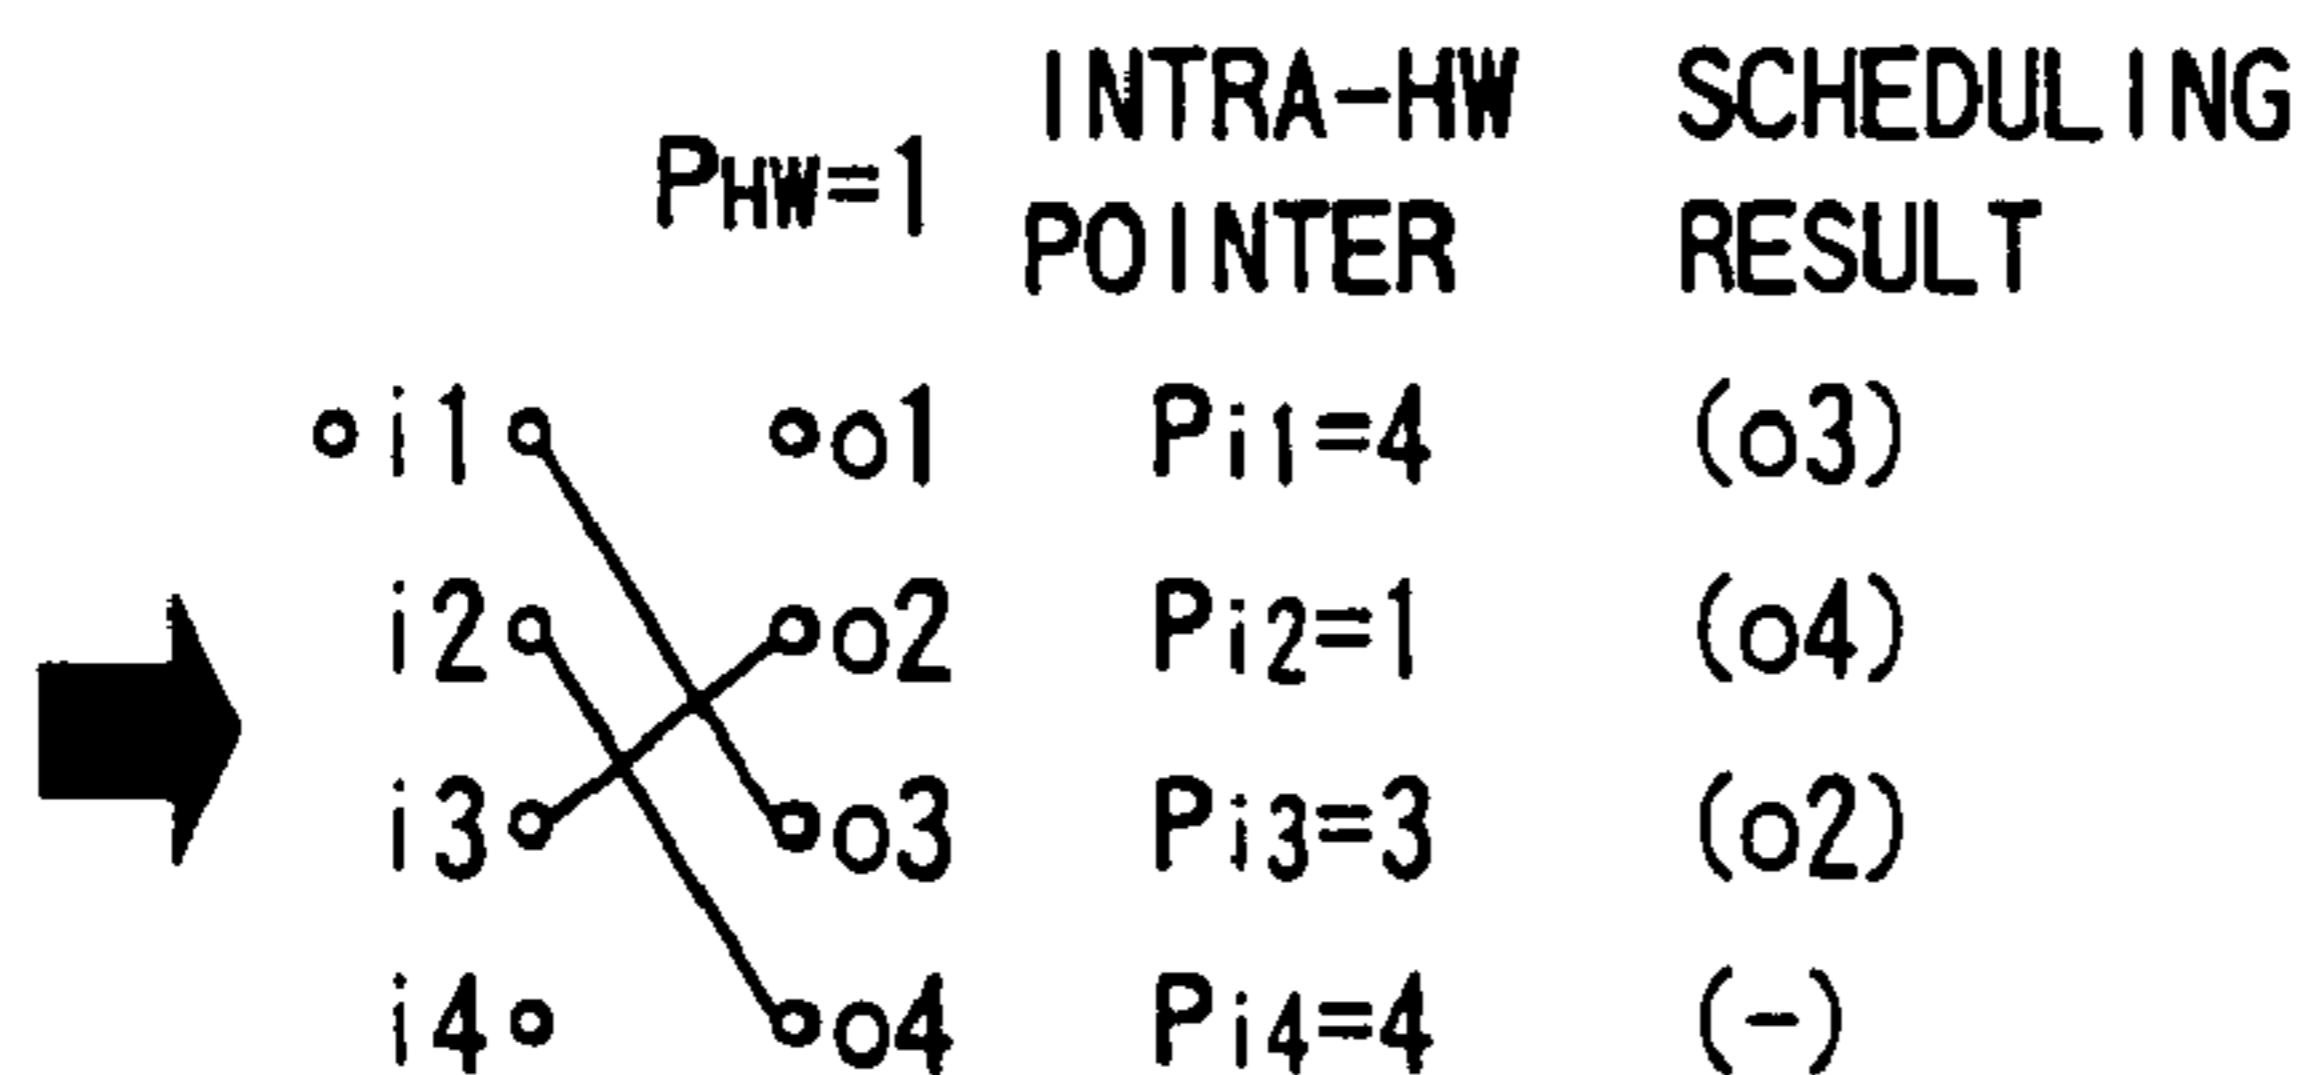 PHW=1 INTRA-HW POINTER SCHEDULING RESULT
i1 o1 Pi1=4 (o3)
i2 o2 Pi2=1 (o4)
i3 o3 Pi3=3 (o2)
i4 o4 Pi4=4 (-)